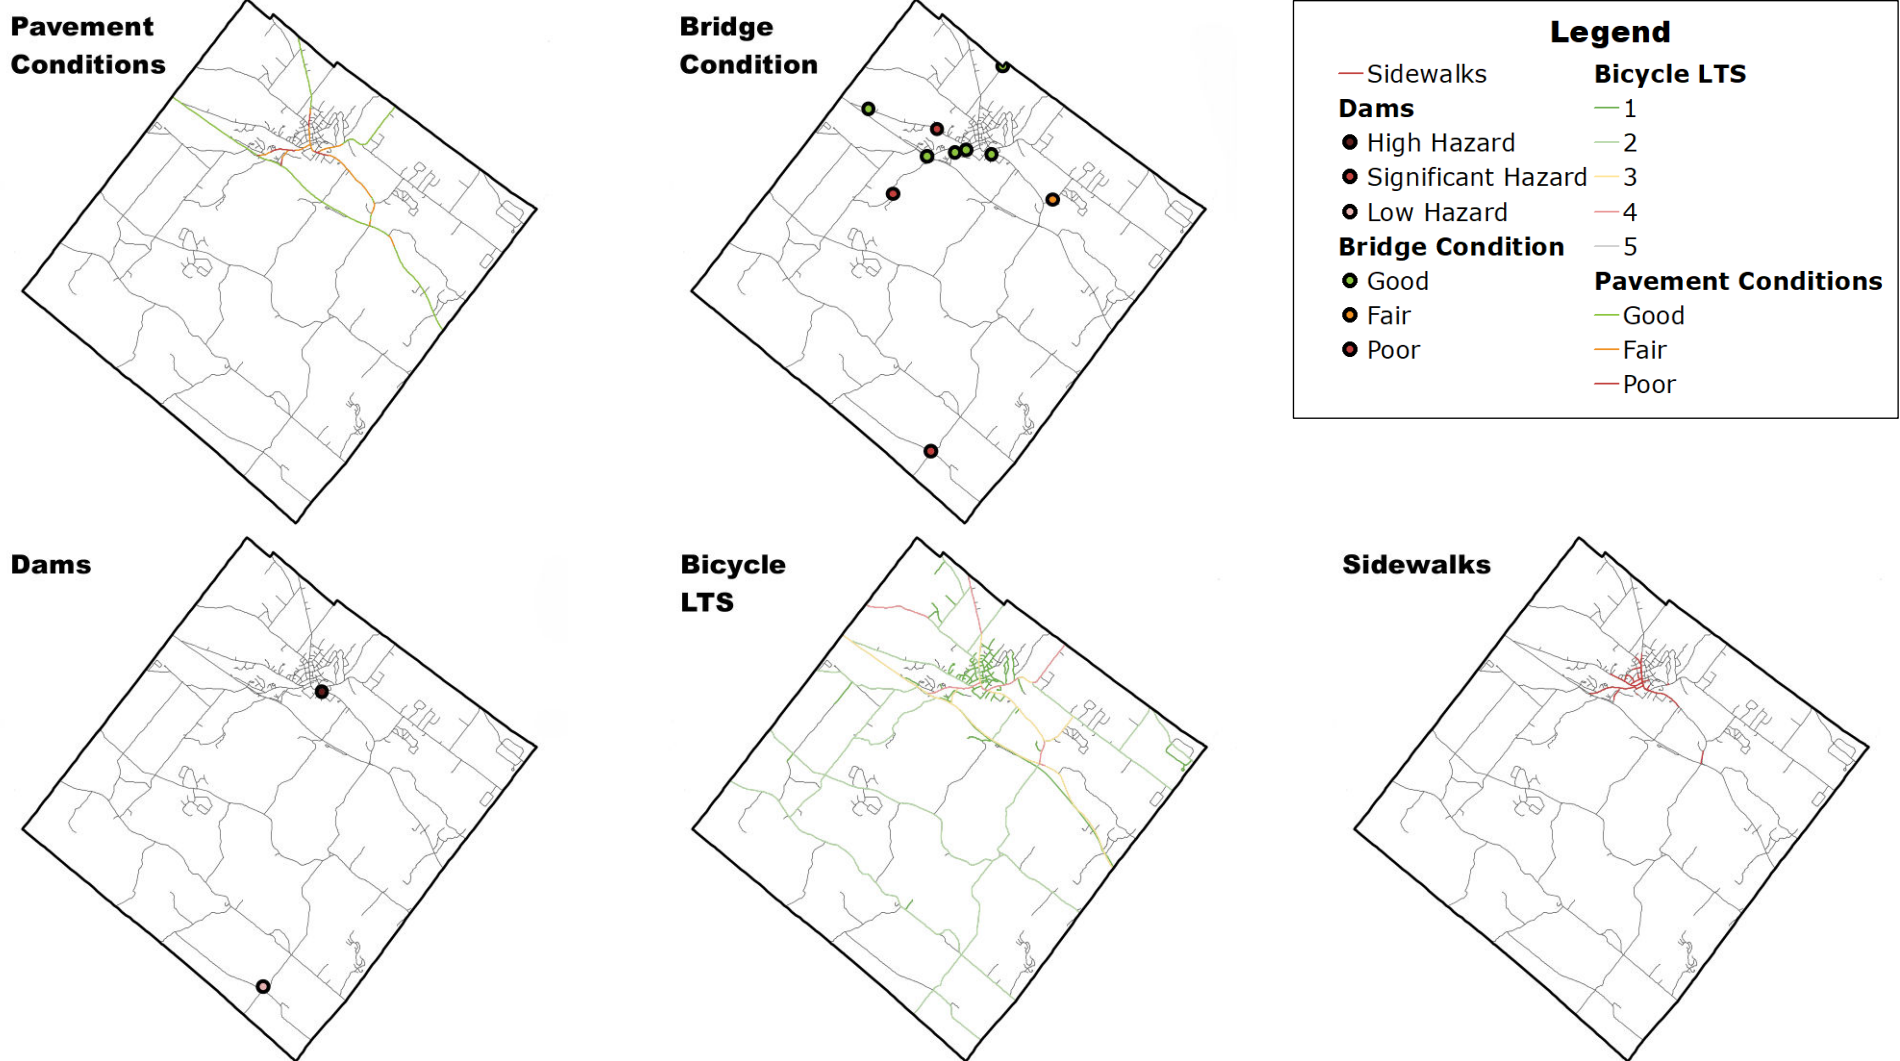 Pavement
Conditions
Bridge
Condition
Legend
Sidewalks
Dams
High Hazard
Significant Hazard
Low Hazard
Bridge Condition
Good
Fair
Poor
Bicycle LTS
1
2
3
4
5
Pavement Conditions
Good
Fair
Poor
Dams
Bicycle
LTS
Sidewalks